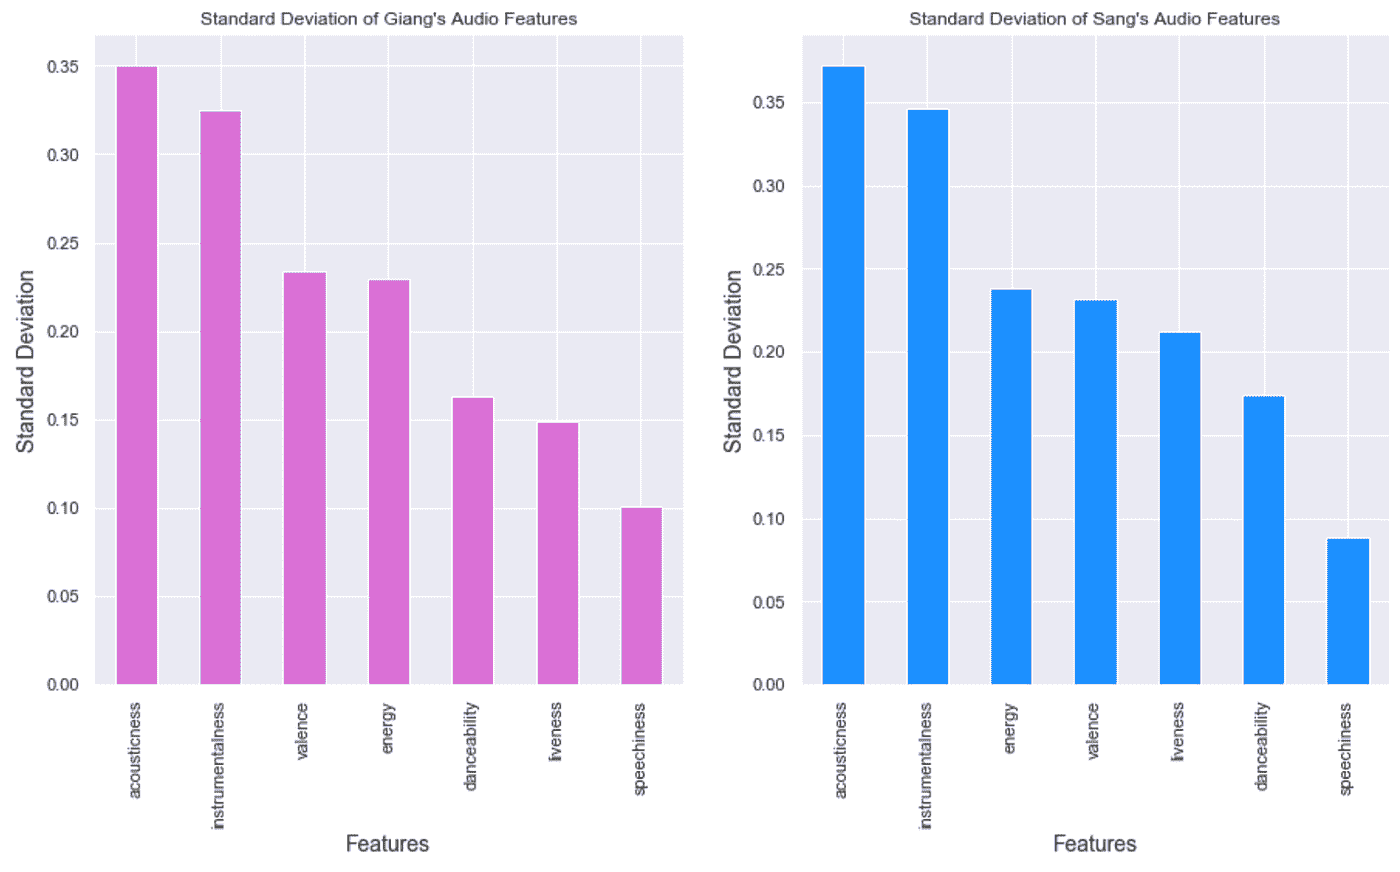 Standard Deviation of Giang's Audio Features
Standard Deviation
0.35
0.30
0.25
0.20
0.15
0.10
0.05
0.00
acousticness
instrumentalness
valence
energy
danceability
liveness
speechiness
Features
Standard Deviation of Sang's Audio Features
Standard Deviation
0.35
0.30
0.25
0.20
0.15
0.10
0.05
0.00
acousticness
instrumentalness
energy
valence
liveness
danceability
speechiness
Features